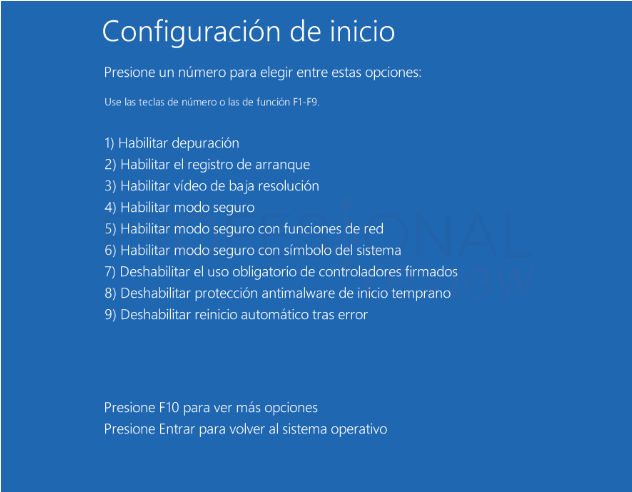 Configuración de inicio
Presione un número para elegir entre estas opciones:
Use las teclas de número o las de función F1-F9.
1) Habilitar depuración
2) Habilitar el registro de arranque
3) Habilitar vídeo de baja resolución
4) Habilitar modo seguro
5) Habilitar modo seguro con funciones de red
6) Habilitar modo seguro con símbolo del sistema
7) Deshabilitar el uso obligatorio de controladores firmados
8) Deshabilitar protección antimalware de inicio temprano
9) Deshabilitar reinicio automático tras error
Presione F10 para ver más opciones
Presione Entrar para volver al sistema operativo